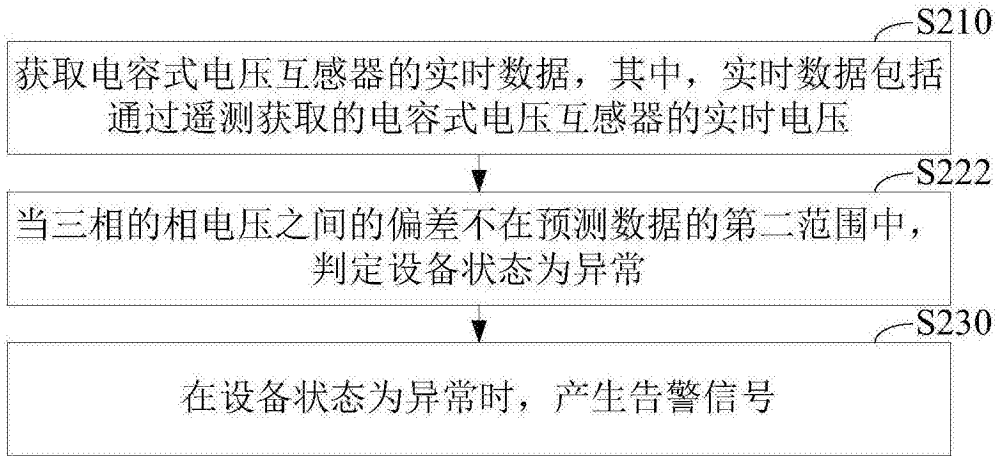 S210
获取电容式电压互感器的实时数据，其中，实时数据包括
通过遥测获取的电容式电压互感器的实时电压
S222
当三相的相电压之间的偏差不在预测数据的第二范围中，
判定设备状态为异常
S230
在设备状态为异常时，产生告警信号